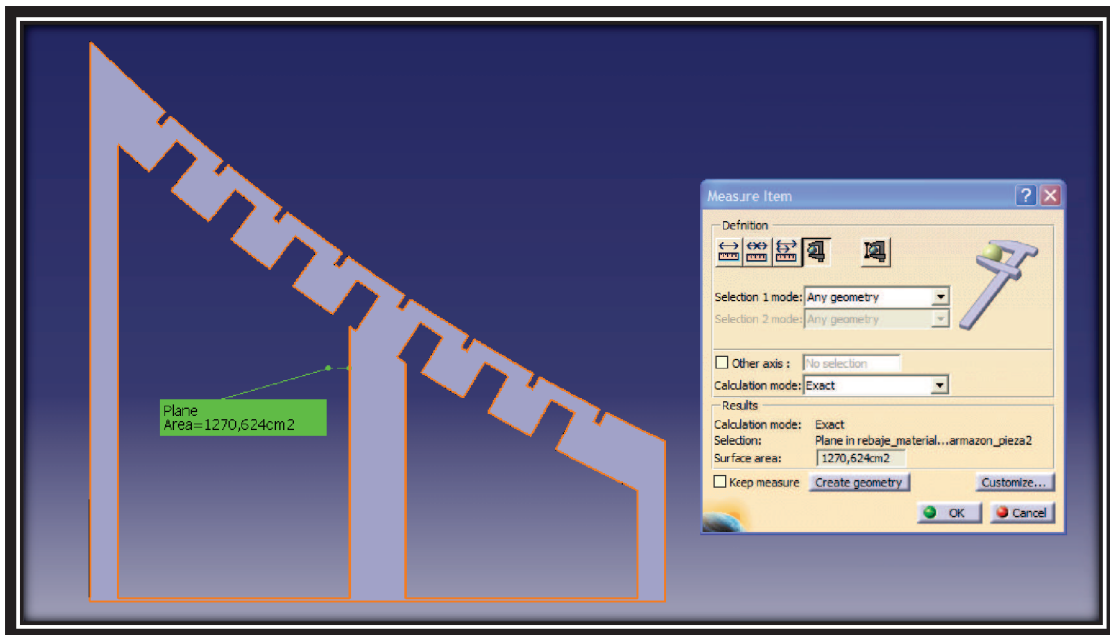 Plane
Area=1270,624cm2
Measure Item
Definition
Selection 1 mode: Any geometry
Selection 2 mode: Any geometry
Other axis : No selection
Calculation mode: Exact
Results
Calculation mode: Exact
Selection: Plane in rebaje_material...armazon_pieza2
Surface area: 1270,624cm2
Keep measure Create geometry Customize...
OK Cancel